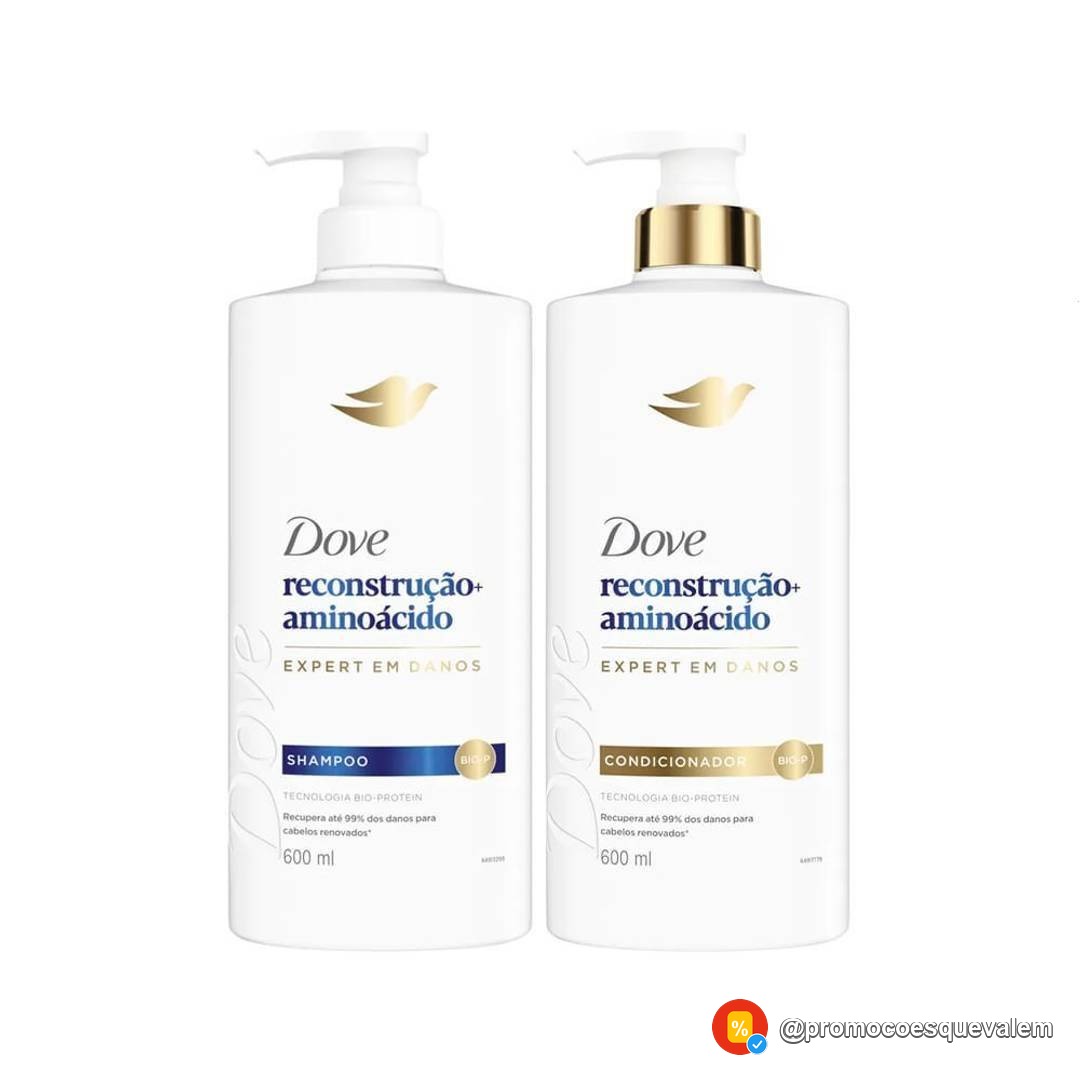 Dove
reconstrução+
aminoácido
EXPERT EM DANOS
SHAMPOO
BIO-P
TECNOLOGIA BIO-PROTEIN
Recupera até 99% dos danos para
cabelos renovados*
600 ml
Dove
Dove
reconstrução+
aminoácido
EXPERT EM DANOS
CONDICIONADOR
BIO-P
TECNOLOGIA BIO-PROTEIN
Recupera até 99% dos danos para
cabelos renovados*
600 ml
Dove
% @promocoesquevalem